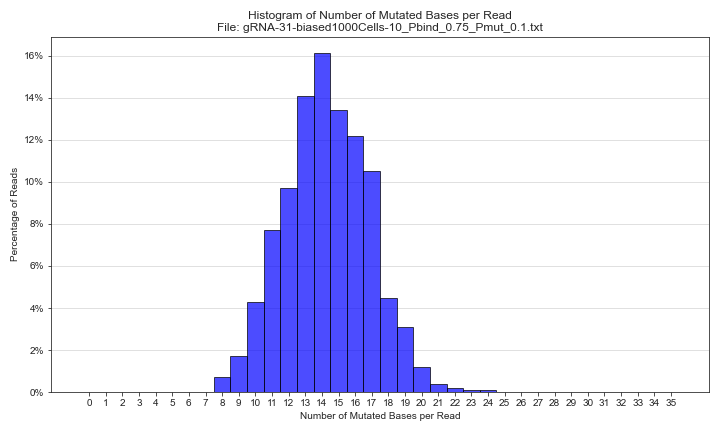 Histogram of Number of Mutated Bases per Read
File: gRNA-31-biased1000Cells-10_Pbind_0.75_Pmut_0.1.txt
16%
14%
12%
10%
8%
6%
4%
2%
0%
Percentage of Reads
0 1 2 3 4 5 6 7 8 9 10 11 12 13 14 15 16 17 18 19 20 21 22 23 24 25 26 27 28 29 30 31 32 33 34 35
Number of Mutated Bases per Read